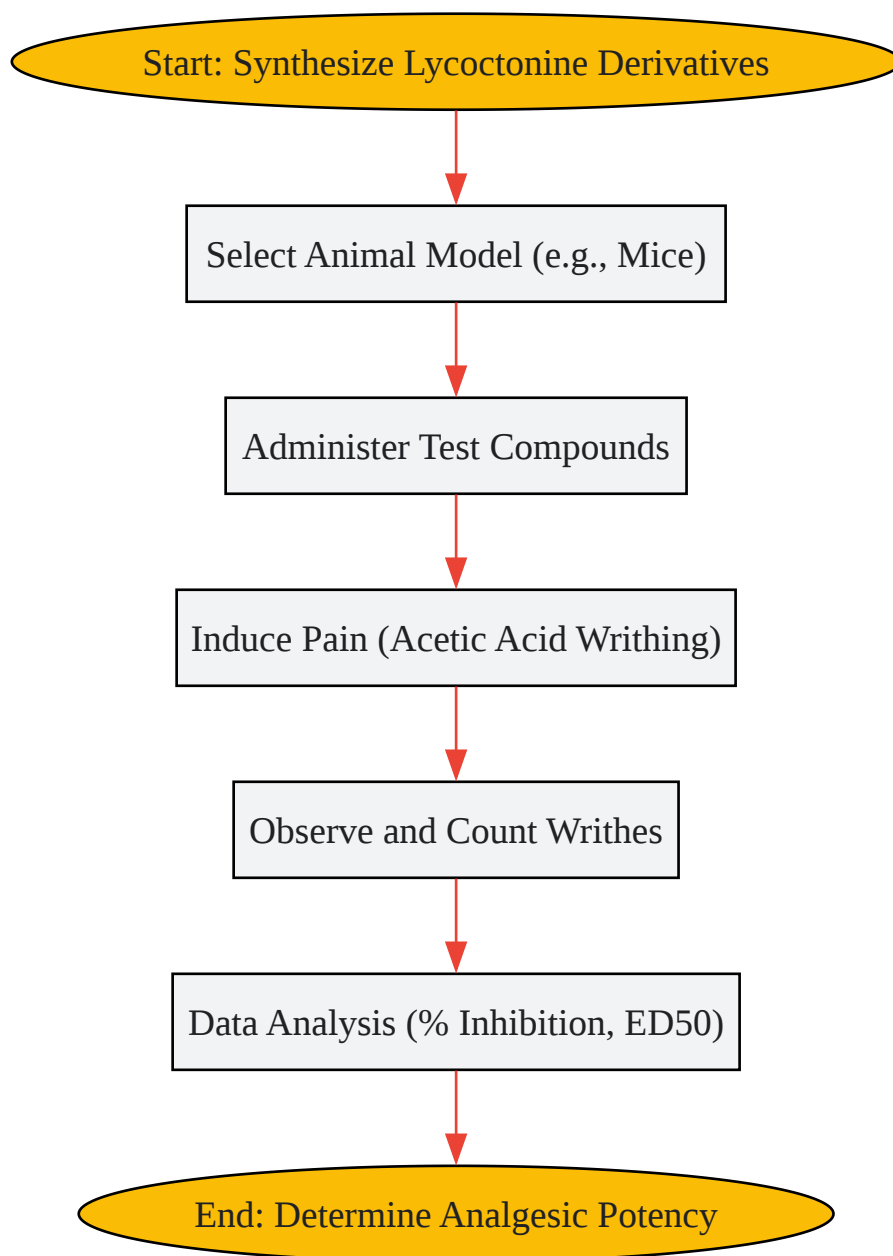 Start: Synthesize Lycoctonine Derivatives
Select Animal Model (e.g., Mice)
Administer Test Compounds
Induce Pain (Acetic Acid Writhing)
Observe and Count Writhes
Data Analysis (% Inhibition, ED50)
End: Determine Analgesic Potency